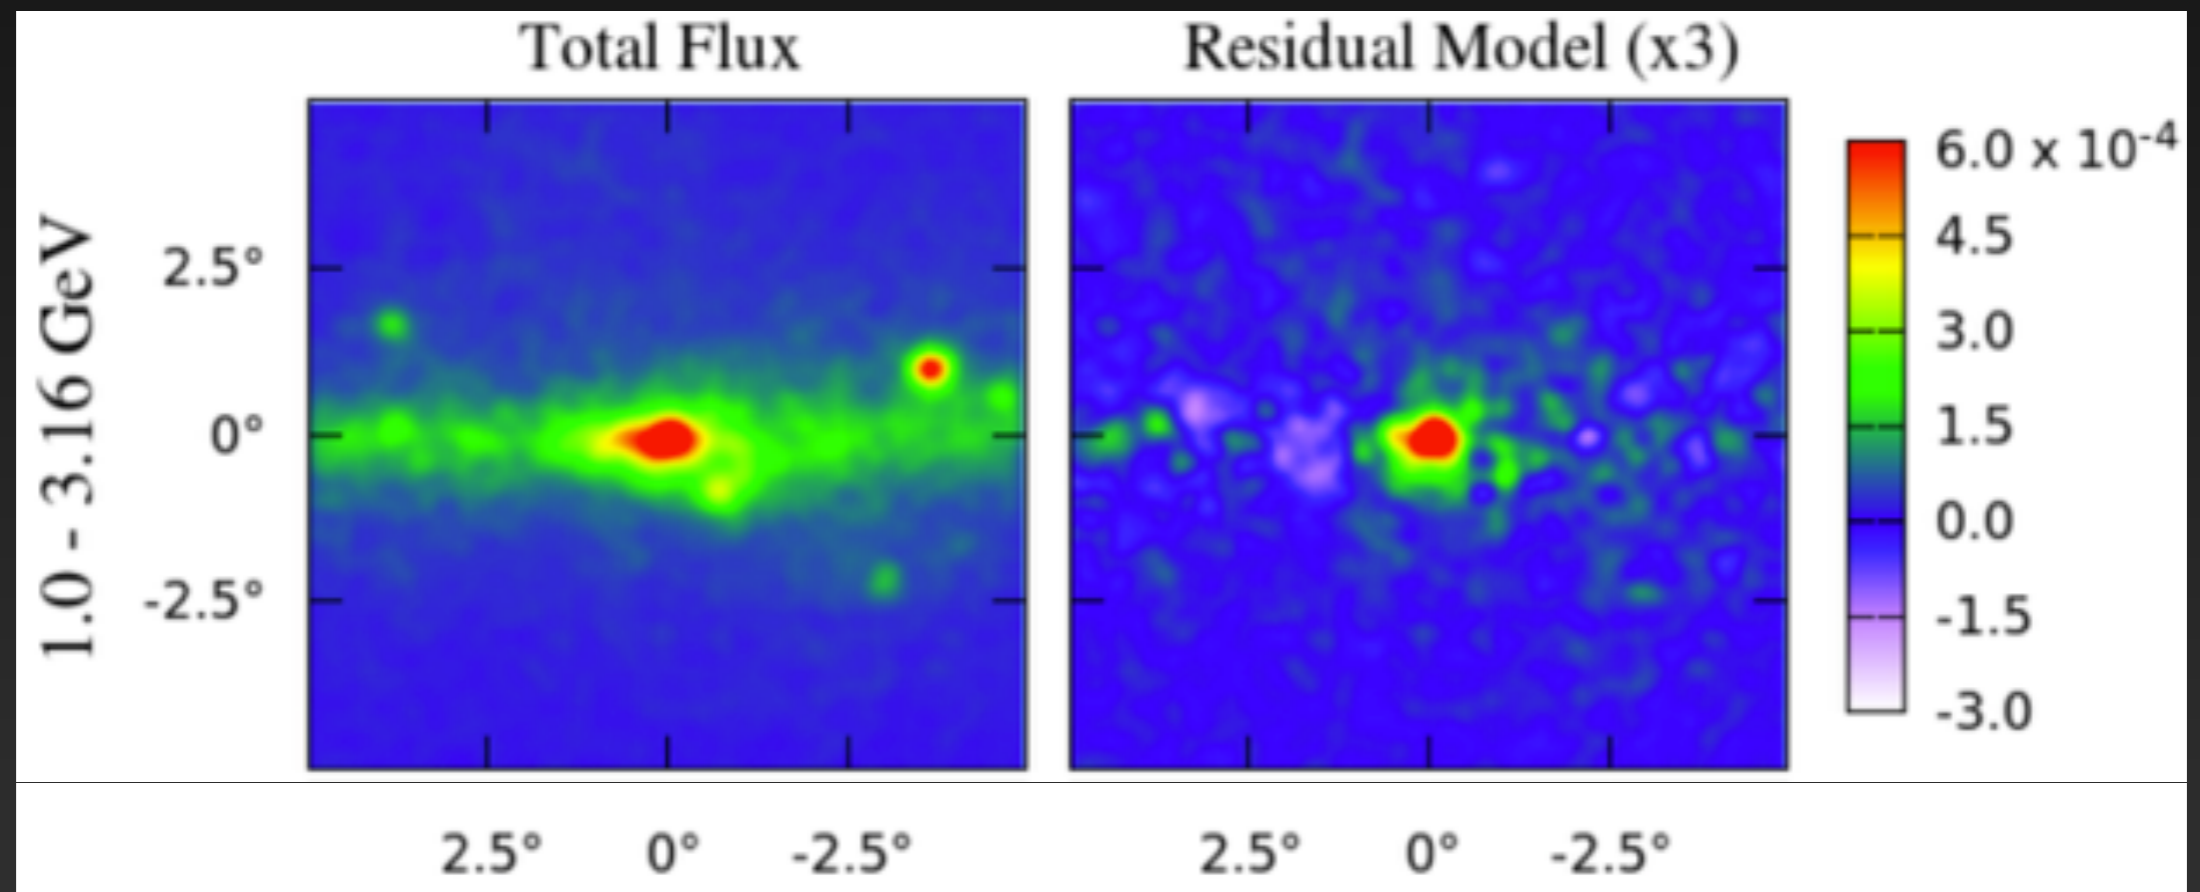 Total Flux
Residual Model (x3)
1.0 - 3.16 GeV
2.5°
0°
-2.5°
6.0 x 10⁻⁴
4.5
3.0
1.5
0.0
-1.5
-3.0
2.5° 0° -2.5°
2.5° 0° -2.5°